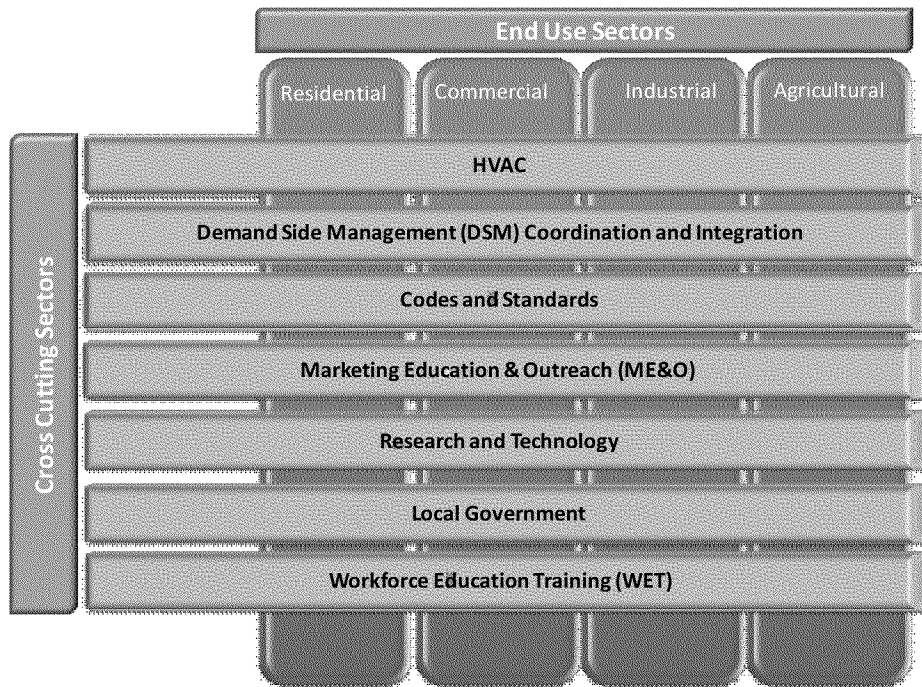 End Use Sectors
Residential
Commercial
Industrial
Agricultural
Cross Cutting Sectors
HVAC
Demand Side Management (DSM) Coordination and Integration
Codes and Standards
Marketing Education & Outreach (ME&O)
Research and Technology
Local Government
Workforce Education Training (WET)